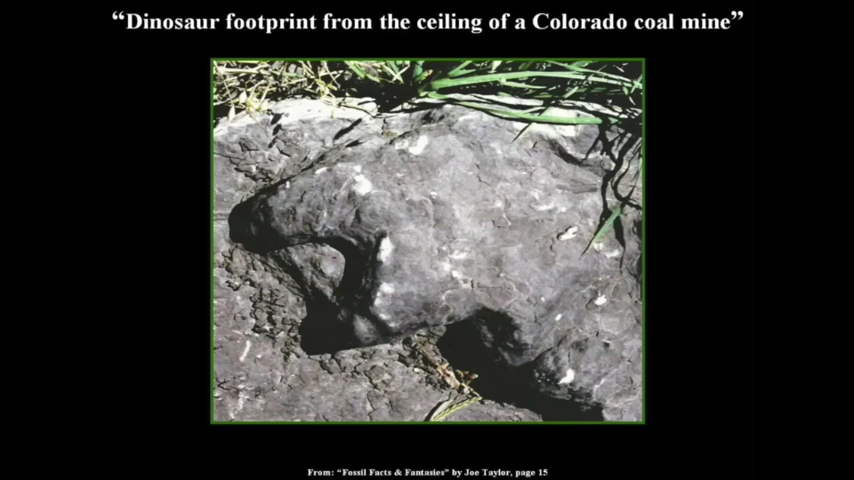 “Dinosaur footprint from the ceiling of a Colorado coal mine”
From: “Fossil Facts & Fantasies” by Joe Taylor, page 15